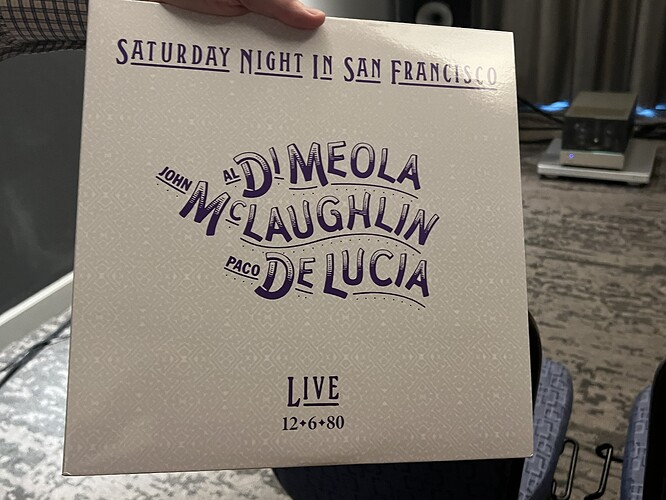 Saturday Night In San Francisco
Al Di Meola
John McLaughlin
Paco De Lucia
Live
12✦6✦80